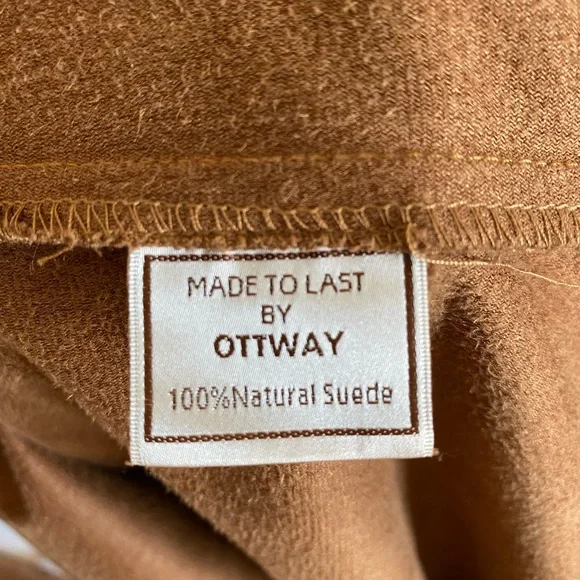 MADE TO LAST
BY
OTTWAY
100%Natural Suede